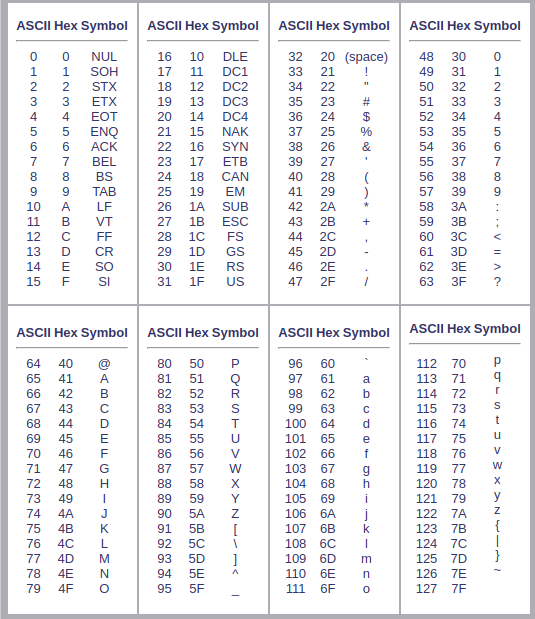 ASCII Hex Symbol
0 0 NUL
1 1 SOH
2 2 STX
3 3 ETX
4 4 EOT
5 5 ENQ
6 6 ACK
7 7 BEL
8 8 BS
9 9 TAB
10 A LF
11 B VT
12 C FF
13 D CR
14 E SO
15 F SI
ASCII Hex Symbol
16 10 DLE
17 11 DC1
18 12 DC2
19 13 DC3
20 14 DC4
21 15 NAK
22 16 SYN
23 17 ETB
24 18 CAN
25 19 EM
26 1A SUB
27 1B ESC
28 1C FS
29 1D GS
30 1E RS
31 1F US
ASCII Hex Symbol
32 20 (space)
33 21 !
34 22 "
35 23 #
36 24 $
37 25 %
38 26 &
39 27 '
40 28 (
41 29 )
42 2A *
43 2B +
44 2C ,
45 2D -
46 2E .
47 2F /
ASCII Hex Symbol
48 30 0
49 31 1
50 32 2
51 33 3
52 34 4
53 35 5
54 36 6
55 37 7
56 38 8
57 39 9
58 3A :
59 3B ;
60 3C <
61 3D =
62 3E >
63 3F ?
ASCII Hex Symbol
64 40 @
65 41 A
66 42 B
67 43 C
68 44 D
69 45 E
70 46 F
71 47 G
72 48 H
73 49 I
74 4A J
75 4B K
76 4C L
77 4D M
78 4E N
79 4F O
ASCII Hex Symbol
80 50 P
81 51 Q
82 52 R
83 53 S
84 54 T
85 55 U
86 56 V
87 57 W
88 58 X
89 59 Y
90 5A Z
91 5B [
92 5C \
93 5D ]
94 5E ^
95 5F _
ASCII Hex Symbol
96 60 `
97 61 a
98 62 b
99 63 c
100 64 d
101 65 e
102 66 f
103 67 g
104 68 h
105 69 i
106 6A j
107 6B k
108 6C l
109 6D m
110 6E n
111 6F o
ASCII Hex Symbol
112 70 p
113 71 q
114 72 r
115 73 s
116 74 t
117 75 u
118 76 v
119 77 w
120 78 x
121 79 y
122 7A z
123 7B {
124 7C |
125 7D }
126 7E ~
127 7F